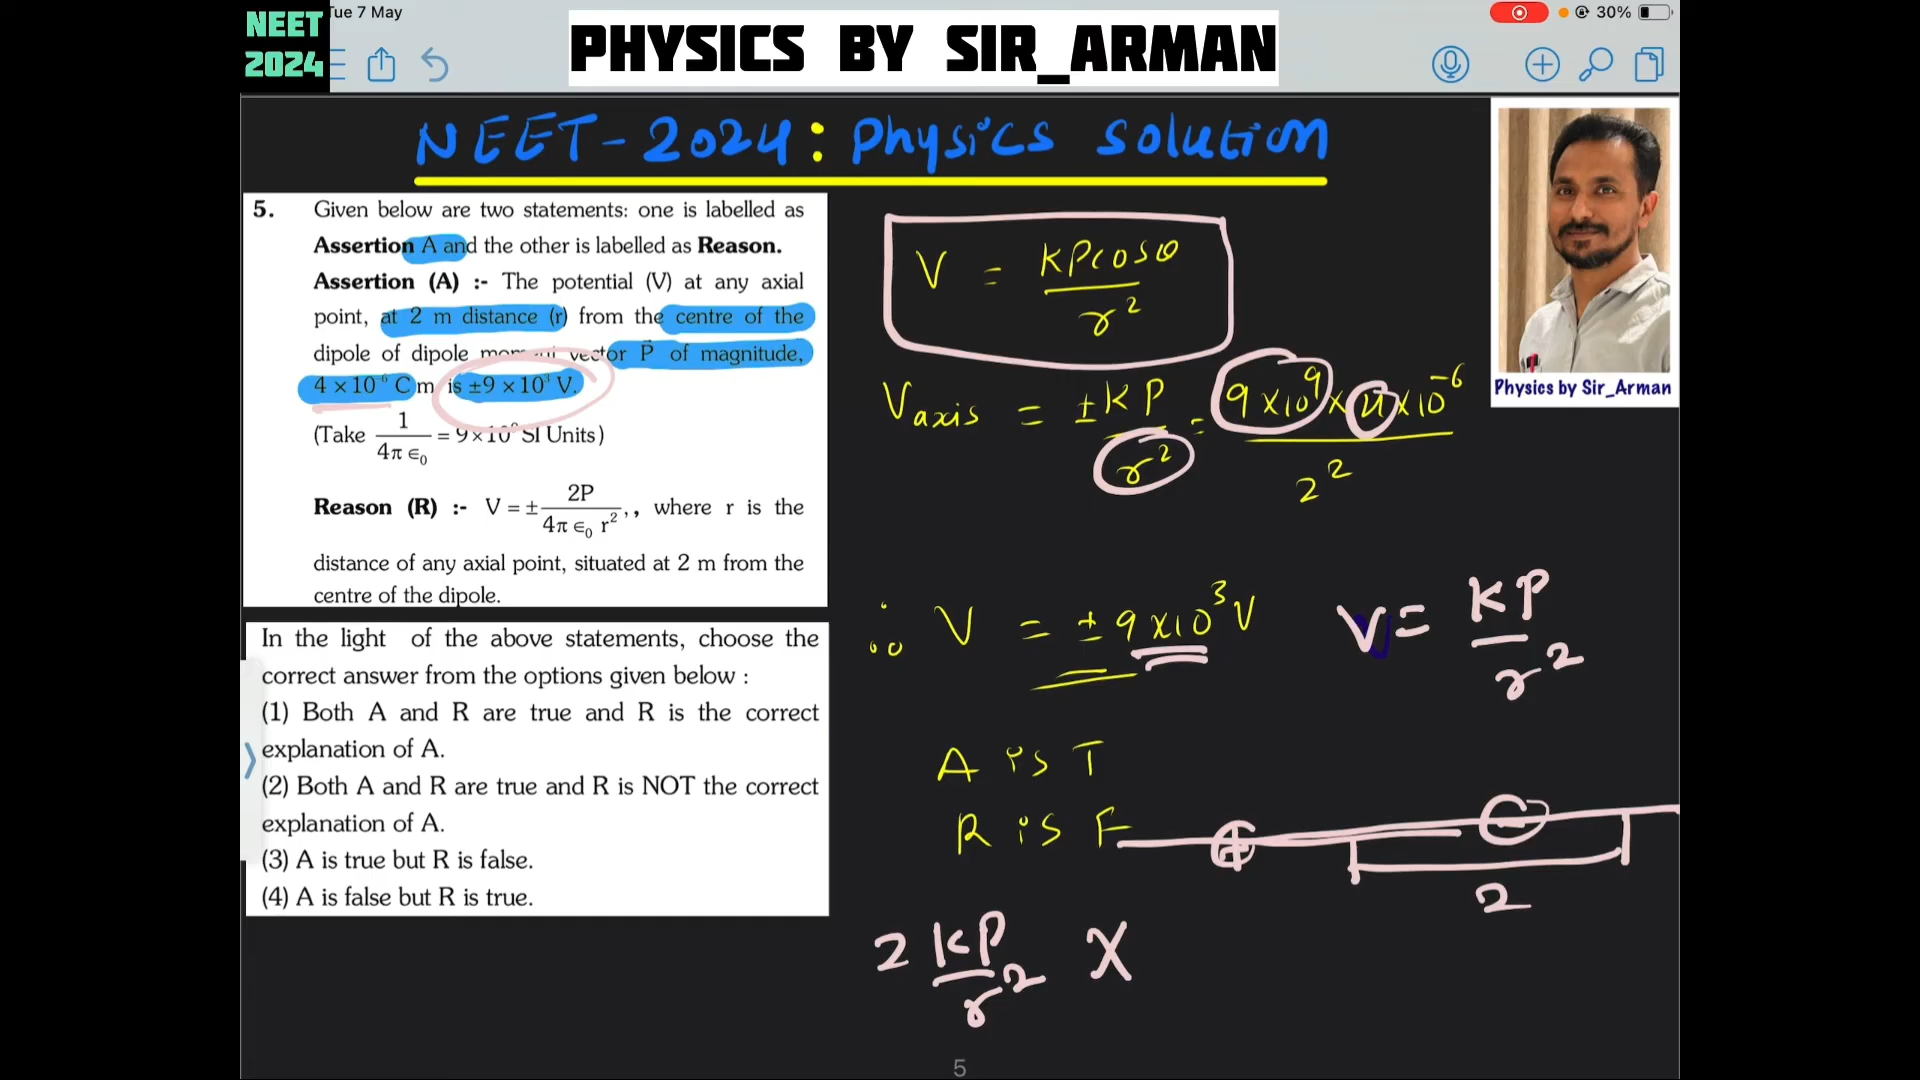 NEET
2024
Tue 7 May
PHYSICS BY SIR_ARMAN
30%
NEET-2024: Physics solution
5. Given below are two statements: one is labelled as
Assertion A and the other is labelled as Reason.
Assertion (A) :- The potential (V) at any axial
point, at 2 m distance (r) from the centre of the
dipole of dipole moment vector P⃗ of magnitude,
4 × 10⁻⁶ C m is ±9 × 10³ V.
(Take 1/4π ∈₀ = 9×10⁹ SI Units)
Reason (R) :- V = ± 2P/4π ∈₀ r² , , where r is the
distance of any axial point, situated at 2 m from the
centre of the dipole.
In the light of the above statements, choose the
correct answer from the options given below :
(1) Both A and R are true and R is the correct
explanation of A.
(2) Both A and R are true and R is NOT the correct
explanation of A.
(3) A is true but R is false.
(4) A is false but R is true.
V = KPcosθ/r²
V axis = ±KP/r² = 9×10⁹×4×10⁻⁶/2²
∴ V = ±9×10³V
V = KP/r²
A is T
R is F
+ −
2
2 KP/r² X
Physics by Sir_Arman
5